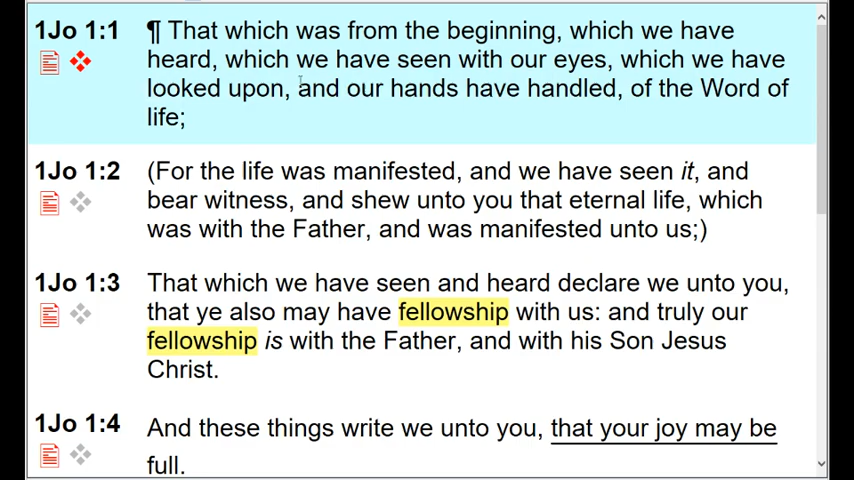 1Jo 1:1 ¶ That which was from the beginning, which we have
heard, which we have seen with our eyes, which we have
looked upon, and our hands have handled, of the Word of
life;
1Jo 1:2 (For the life was manifested, and we have seen it, and
bear witness, and shew unto you that eternal life, which
was with the Father, and was manifested unto us;)
1Jo 1:3 That which we have seen and heard declare we unto you,
that ye also may have fellowship with us: and truly our
fellowship is with the Father, and with his Son Jesus
Christ.
1Jo 1:4 And these things write we unto you, that your joy may be
full.